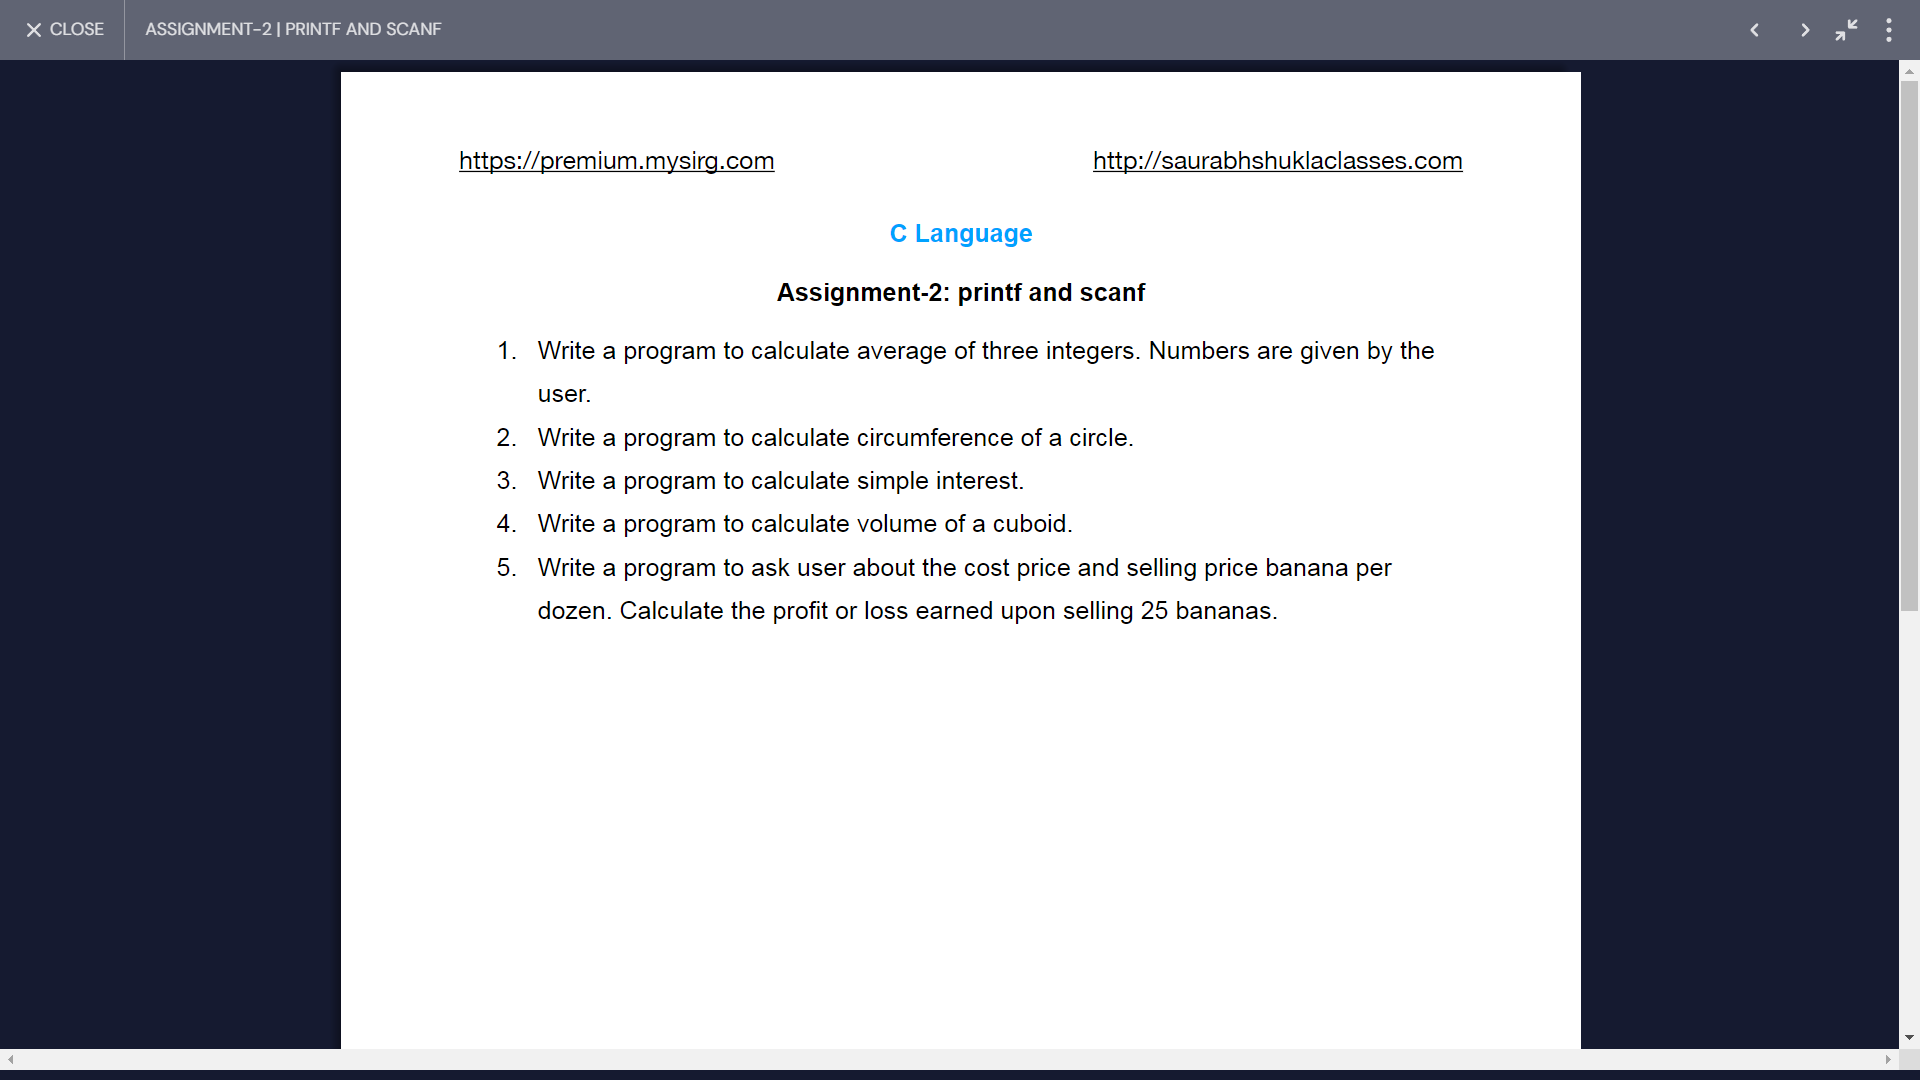 CLOSE
ASSIGNMENT-2 | PRINTF AND SCANF
https://premium.mysirg.com
http://saurabhshuklaclasses.com
C Language
Assignment-2: printf and scanf
1. Write a program to calculate average of three integers. Numbers are given by the
user.
2. Write a program to calculate circumference of a circle.
3. Write a program to calculate simple interest.
4. Write a program to calculate volume of a cuboid.
5. Write a program to ask user about the cost price and selling price banana per
dozen. Calculate the profit or loss earned upon selling 25 bananas.